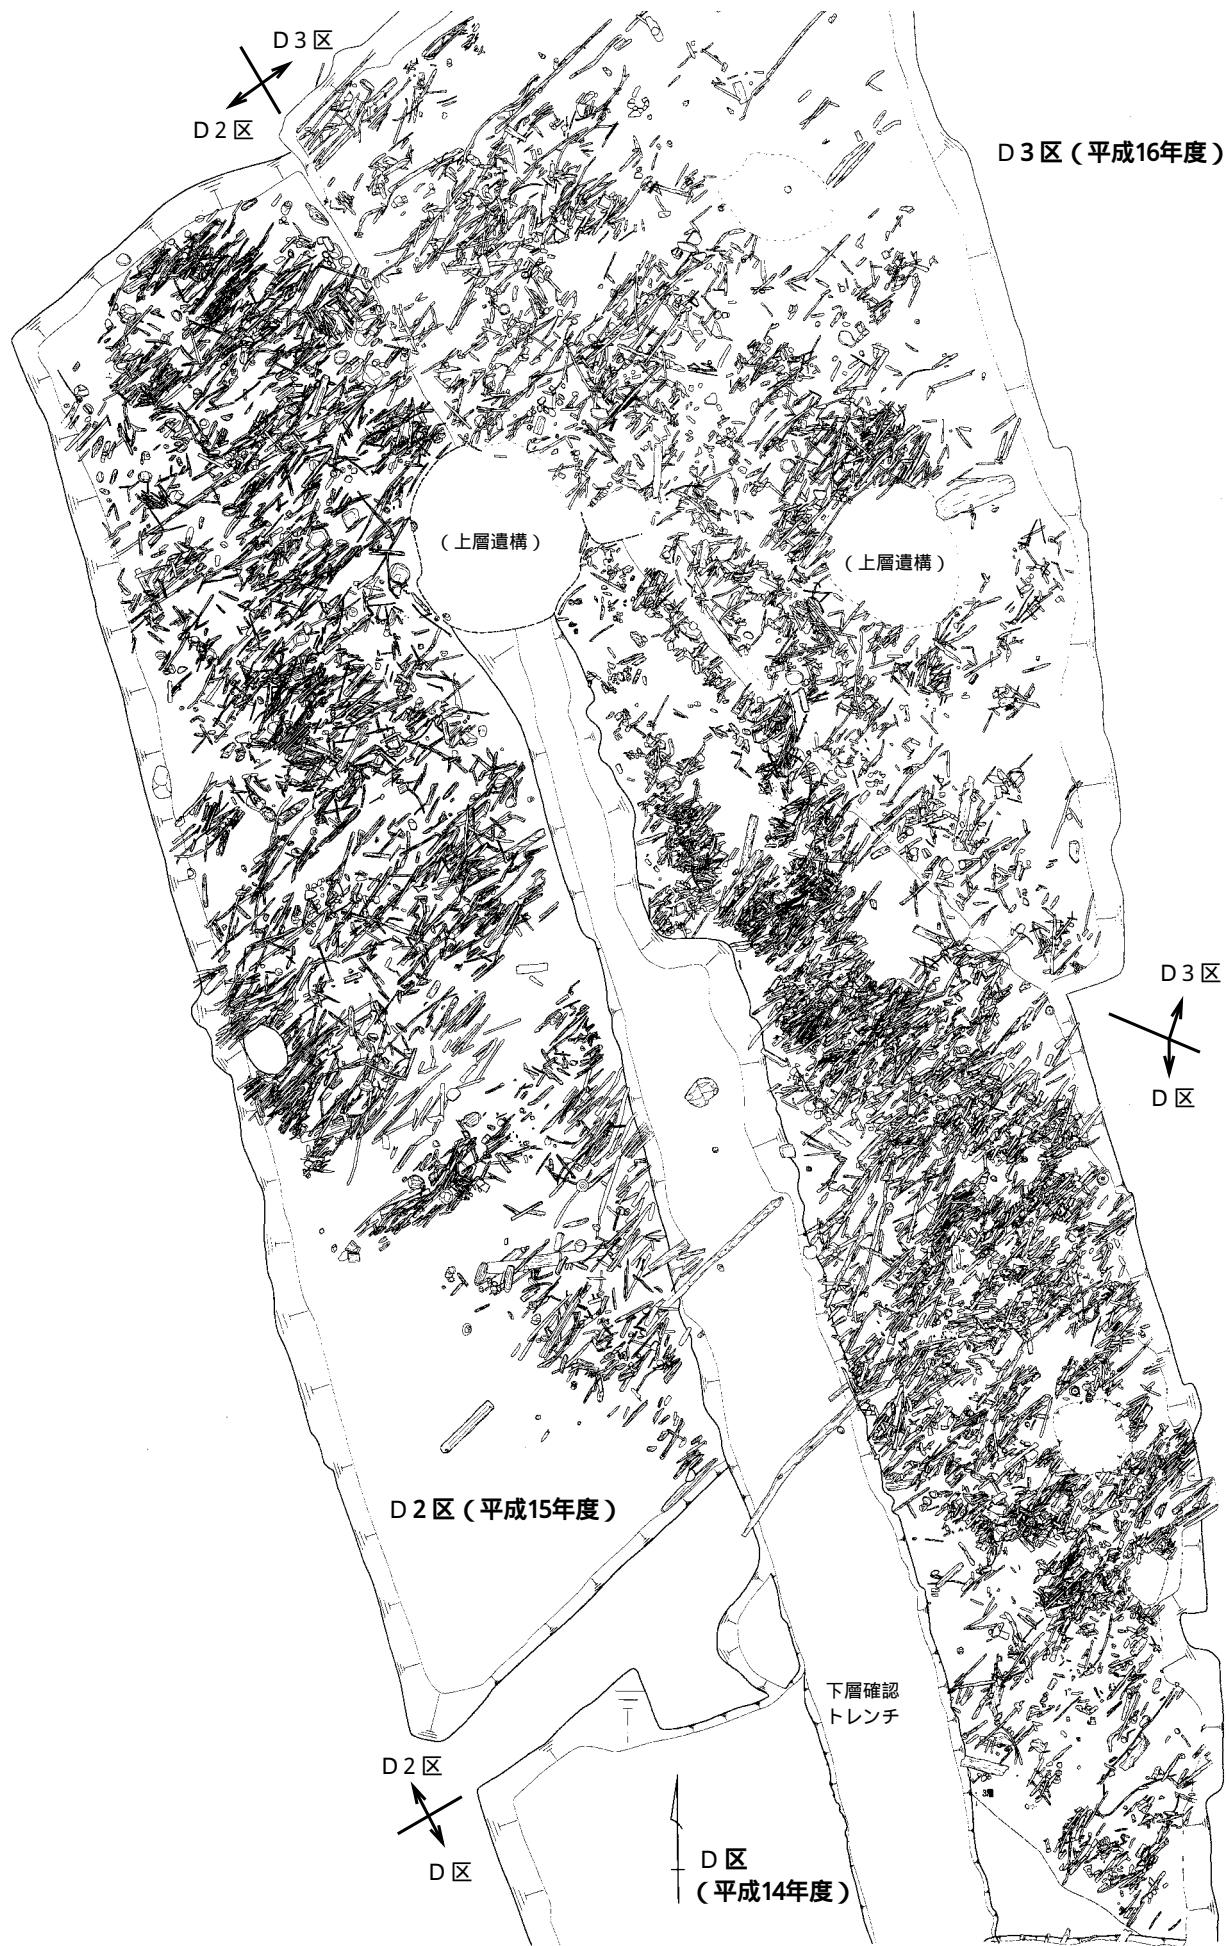 D3区
D2区
D3区(平成16年度)
(上層遺構)
(上層遺構)
D3区
D区
D2区(平成15年度)
下層確認
トレンチ
D2区
D区
D区
(平成14年度)